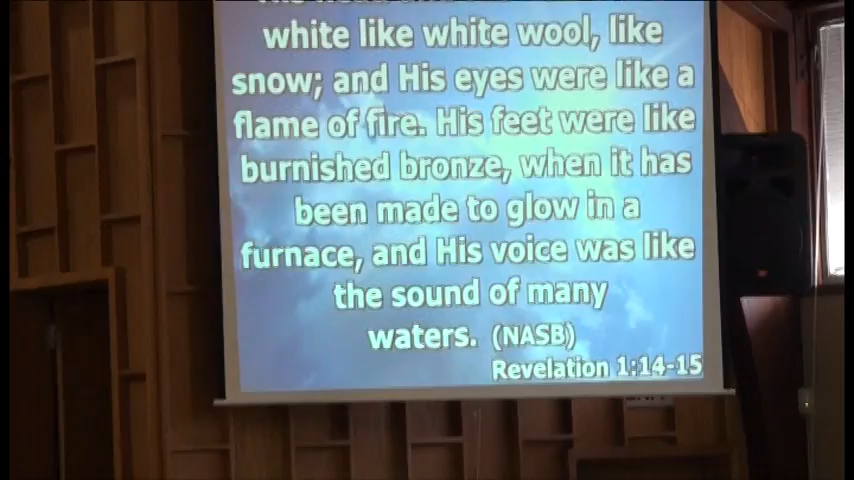 white like white wool, like
snow; and His eyes were like a
flame of fire. His feet were like
burnished bronze, when it has
been made to glow in a
furnace, and His voice was like
the sound of many
waters. (NASB)
Revelation 1:14-15